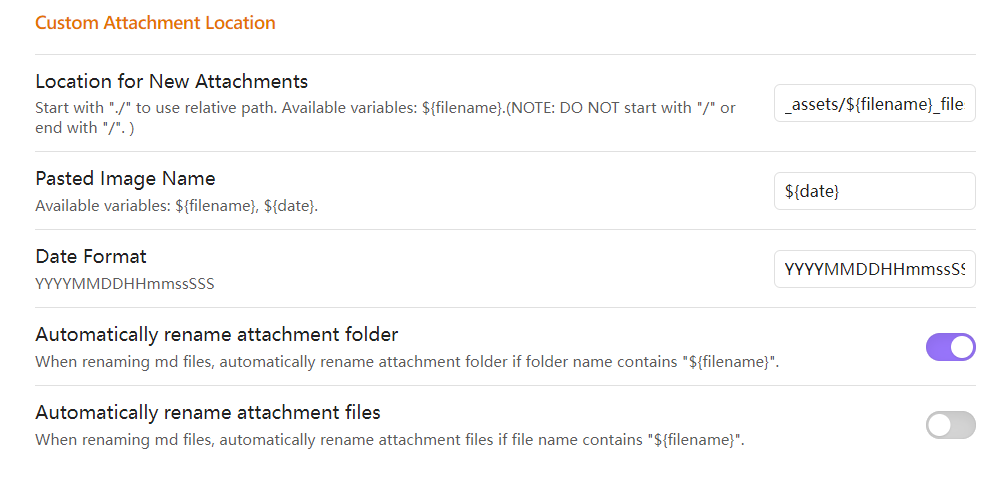 Custom Attachment Location
Location for New Attachments
Start with "./" to use relative path. Available variables: ${filename}.(NOTE: DO NOT start with "/" or
end with "/". )
_assets/${filename}_file
Pasted Image Name
Available variables: ${filename}, ${date}.
${date}
Date Format
YYYYMMDDHHmmssSSS
YYYYMMDDHHmmssSS
Automatically rename attachment folder
When renaming md files, automatically rename attachment folder if folder name contains "${filename}".
Automatically rename attachment files
When renaming md files, automatically rename attachment files if file name contains "${filename}".